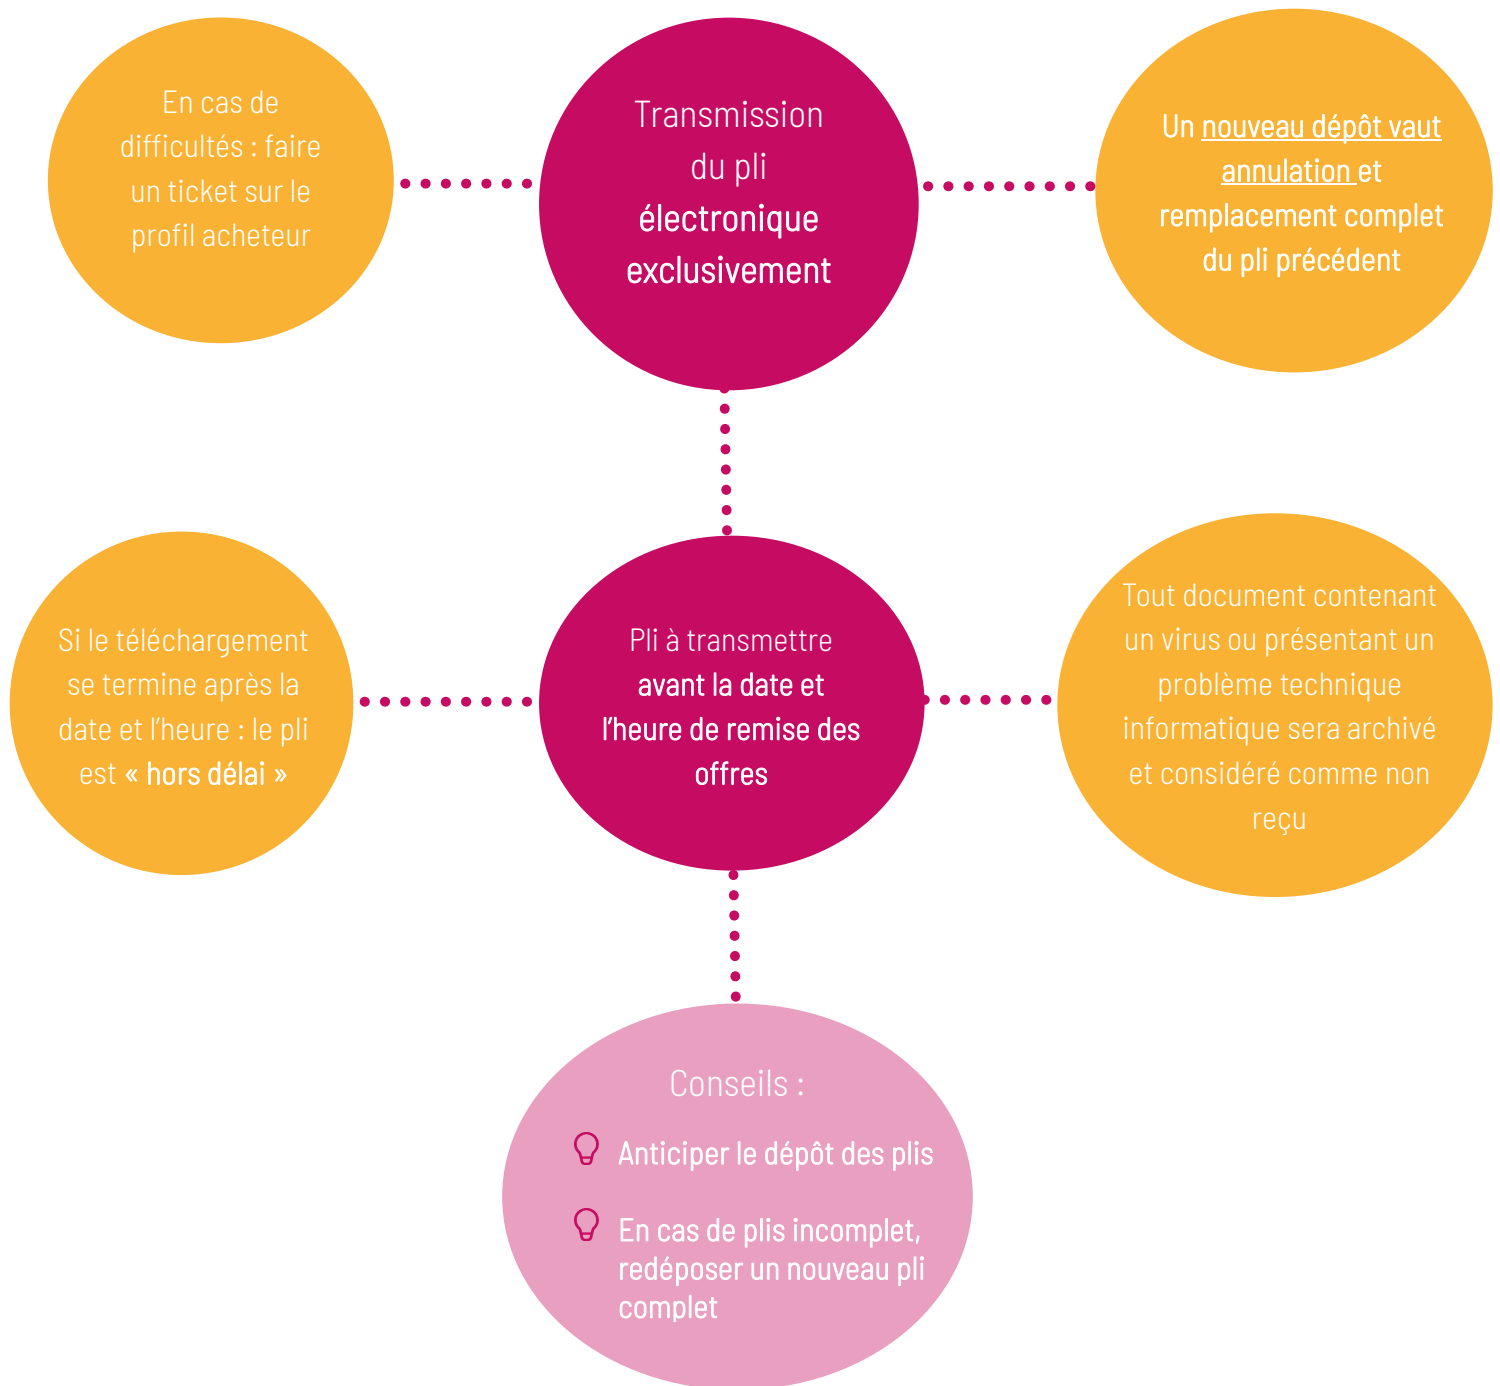 En cas de
difficultés : faire
un ticket sur le
profil acheteur
Transmission
du pli
électronique
exclusivement
Un nouveau dépôt vaut
annulation et
remplacement complet
du pli précédent
Si le téléchargement
se termine après la
date et l’heure : le pli
est « hors délai »
Pli à transmettre
avant la date et
l’heure de remise des
offres
Tout document contenant
un virus ou présentant un
problème technique
informatique sera archivé
et considéré comme non
reçu
Conseils :
Anticiper le dépôt des plis
En cas de plis incomplet,
redéposer un nouveau pli
complet